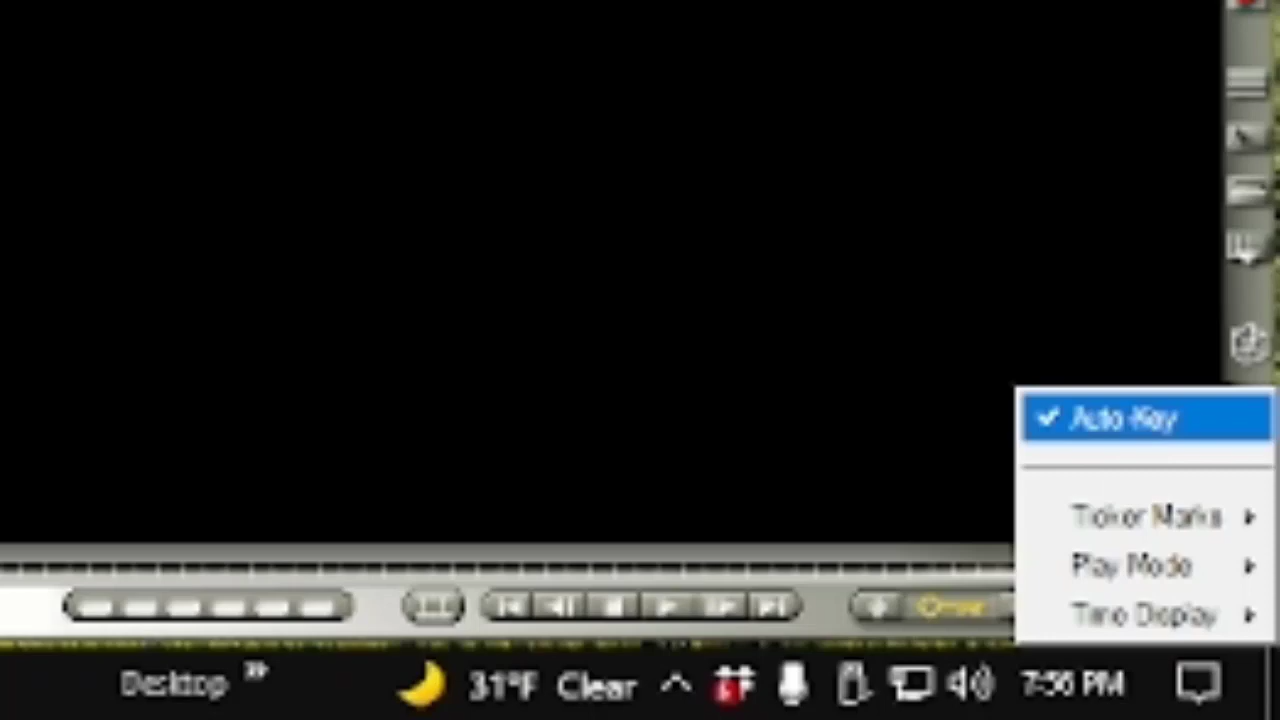 Auto-Key
Ticker Marks
Play Mode
Time Display
Desktop
31°F Clear
7:56 PM